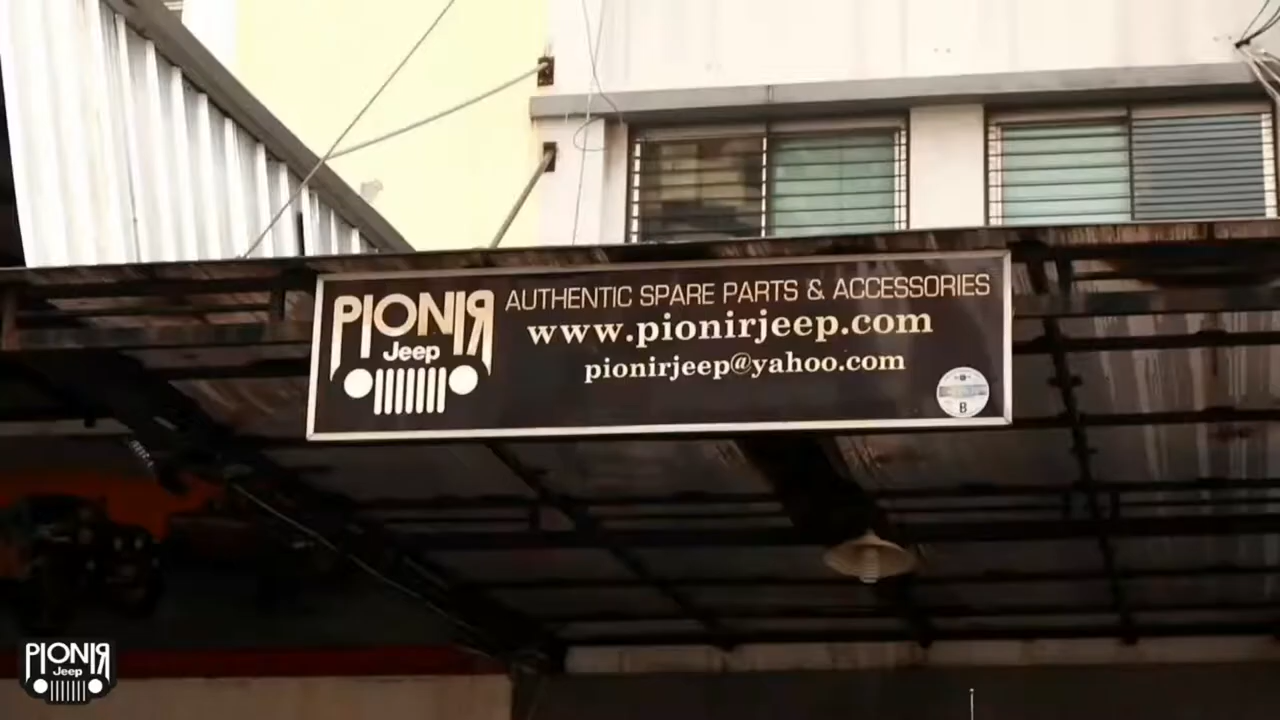 PIONIR
Jeep
AUTHENTIC SPARE PARTS & ACCESSORIES
www.pionirjeep.com
pionirjeep@yahoo.com
B
PIONIR
Jeep